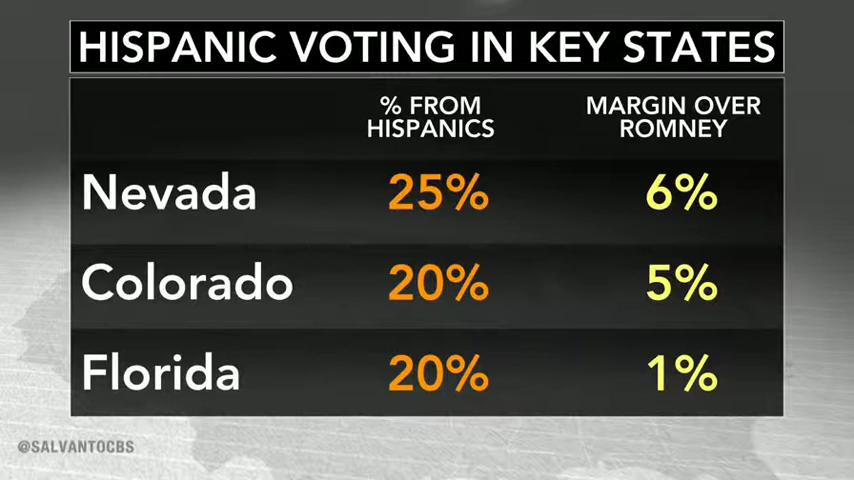 HISPANIC VOTING IN KEY STATES
% FROM HISPANICS MARGIN OVER ROMNEY
Nevada 25% 6%
Colorado 20% 5%
Florida 20% 1%
@SALVANTOCBS